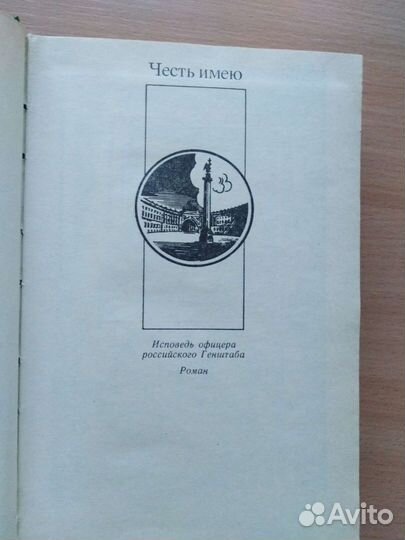 Честь имею
Исповедь офицера
российского Генштаба
Роман
Avito